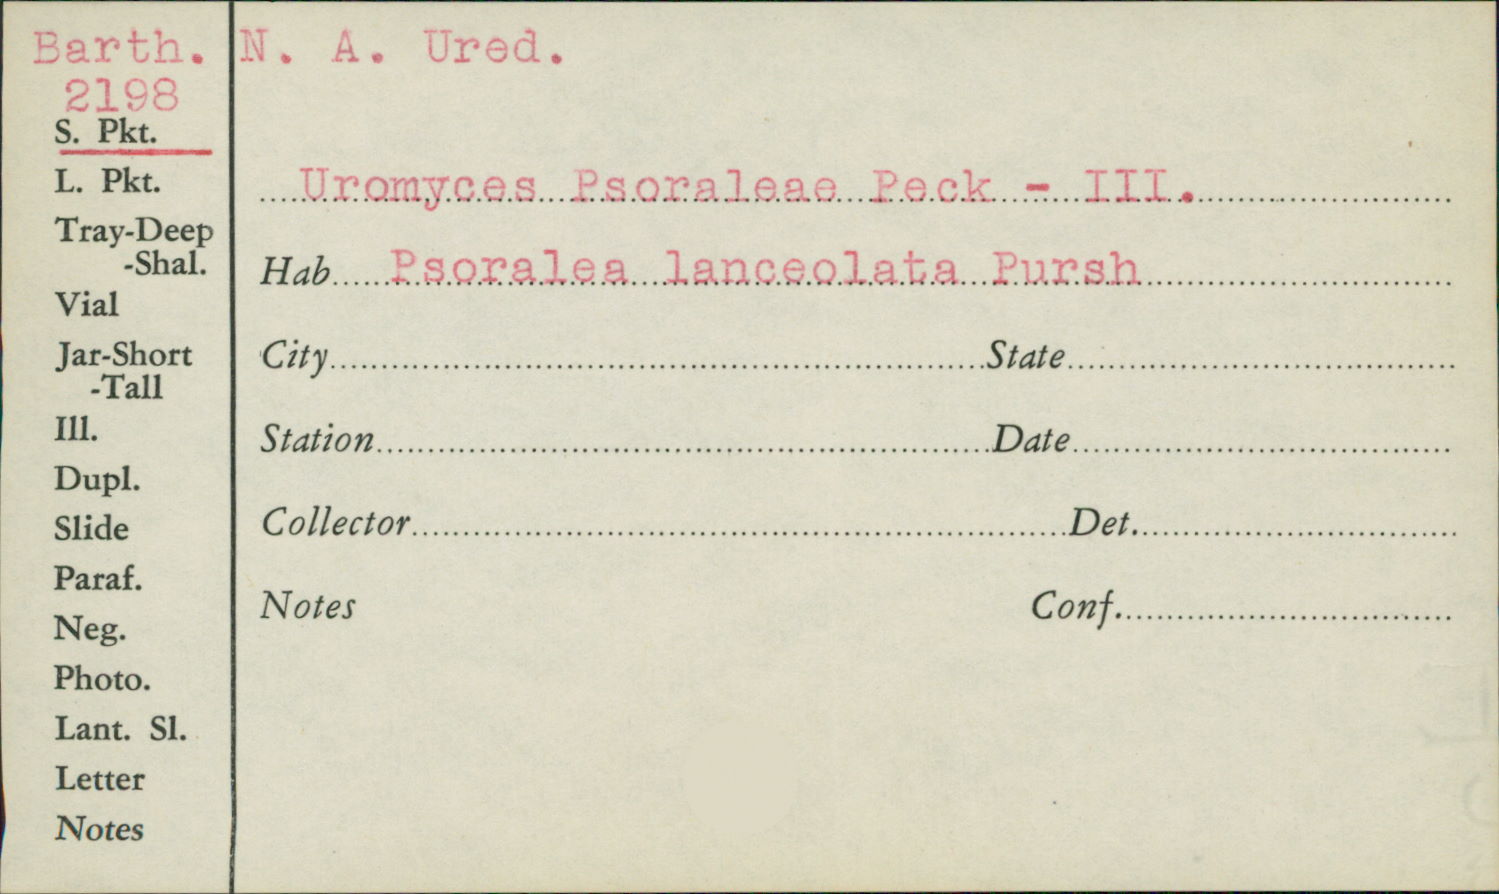 Barth. N. A. Ured.
2198
S. Pkt.
L. Pkt.
Tray-Deep
-Shal.
Vial
Jar-Short
-Tall
Ill.
Dupl.
Slide
Paraf.
Neg.
Photo.
Lant. Sl.
Letter
Notes
Uromyces Psoraleae Peck - III.
Hab Psoralea lanceolata Pursh
City State
Station Date
Collector Det.
Notes Conf.